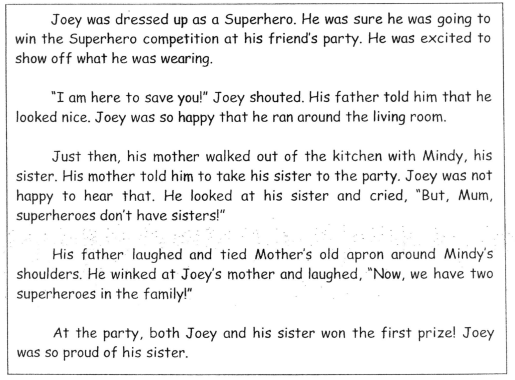 Joey was dressed up as a Superhero. He was sure he was going to
win the Superhero competition at his friend's party. He was excited to
show off what he was wearing.
"I am here to save you!" Joey shouted. His father told him that he
looked nice. Joey was so happy that he ran around the living room.
Just then, his mother walked out of the kitchen with Mindy, his
sister. His mother told him to take his sister to the party. Joey was not
happy to hear that. He looked at his sister and cried, "But, Mum,
superheroes don't have sisters!"
His father laughed and tied Mother's old apron around Mindy's
shoulders. He winked at Joey's mother and laughed, "Now, we have two
superheroes in the family!"
At the party, both Joey and his sister won the first prize! Joey
was so proud of his sister.